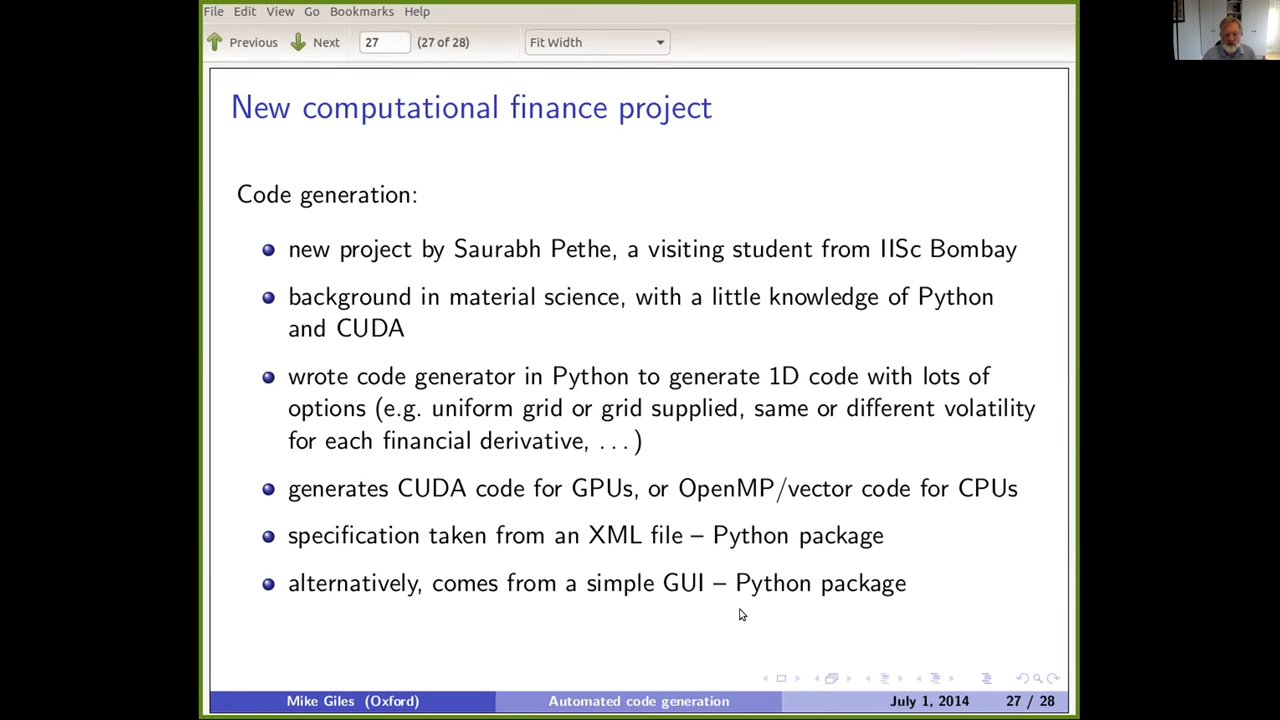 File Edit View Go Bookmarks Help
Previous Next 27 (27 of 28) Fit Width
New computational finance project
Code generation:
new project by Saurabh Pethe, a visiting student from IISc Bombay
background in material science, with a little knowledge of Python
and CUDA
wrote code generator in Python to generate 1D code with lots of
options (e.g. uniform grid or grid supplied, same or different volatility
for each financial derivative, . . . )
generates CUDA code for GPUs, or OpenMP/vector code for CPUs
specification taken from an XML file – Python package
alternatively, comes from a simple GUI – Python package
Mike Giles (Oxford) Automated code generation July 1, 2014 27 / 28